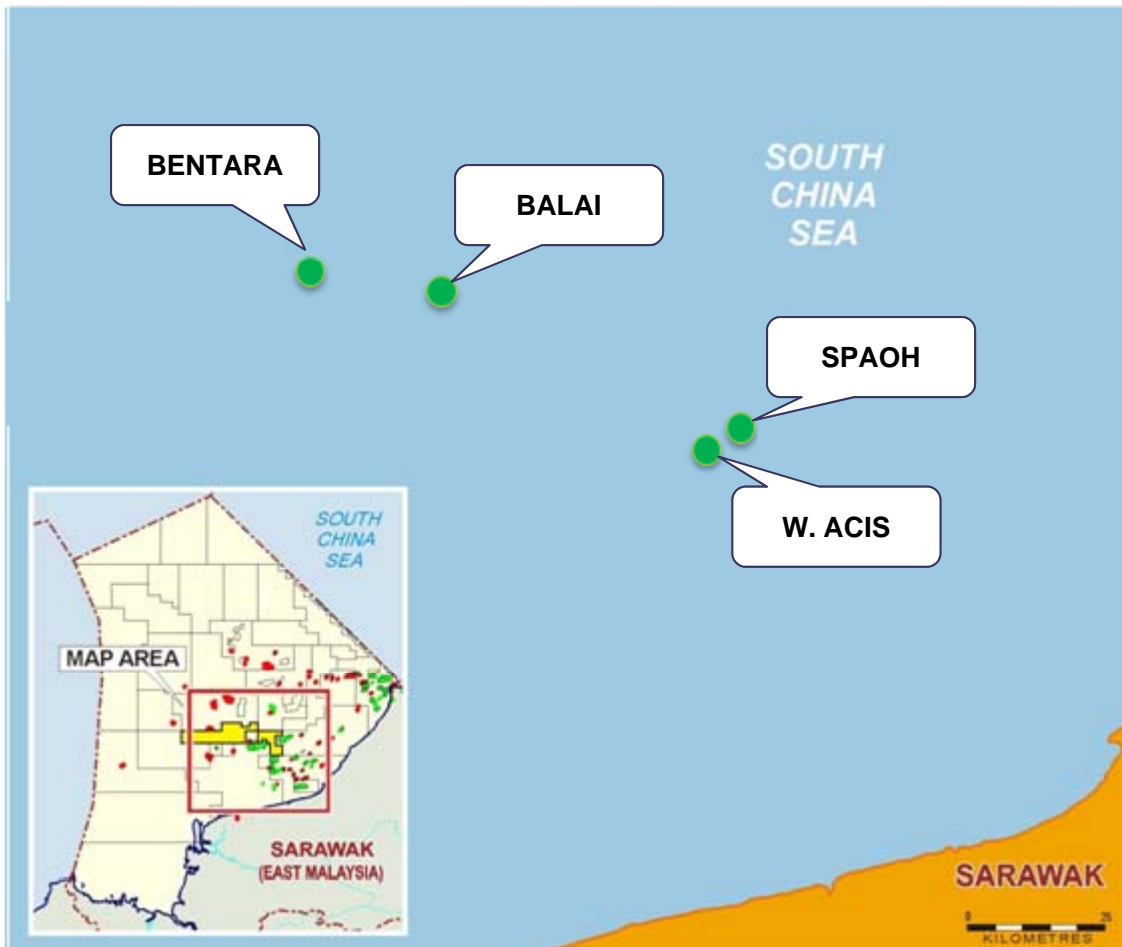 BENTARA
BALAI
SOUTH
CHINA
SEA
SPAOH
W. ACIS
SOUTH
CHINA
SEA
MAP AREA
SARAWAK
(EAST MALAYSIA)
SARAWAK
0 25
KILOMETRES